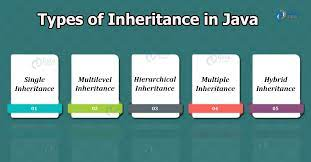 Types of Inheritance in Java
Single
Inheritance
01
Multilevel
Inheritance
02
Hierarchical
Inheritance
03
Multiple
Inheritance
04
Hybrid
Inheritance
05